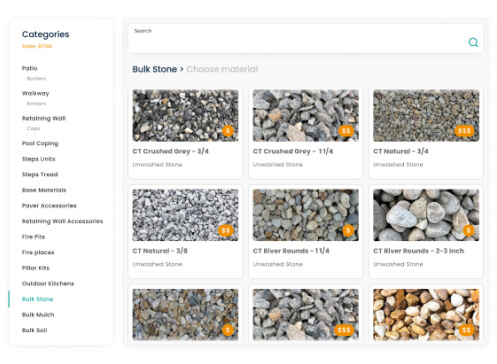 Categories
Patio
Borders
Walkway
Borders
Retaining Wall
Caps
Pool Coping
Steps Units
Steps Tread
Base Materials
Paver Accessories
Retaining Wall Accessories
Fire Pits
Fire places
Pillar Kits
Outdoor Kitchens
Bulk Stone
Bulk Mulch
Bulk Soil
Search
Bulk Stone > Choose material
$
$$
$$$
CT Crushed Grey - 3/4
CT Crushed Grey - 1 1/4
CT Natural - 3/4
Unwashed Stone
Unwashed Stone
Unwashed Stone
$$
$
$
CT Natural - 3/8
CT River Rounds - 1 1/4
CT River Rounds - 2-3 Inch
Unwashed Stone
Unwashed Stone
Unwashed Stone
$
$$$
$$